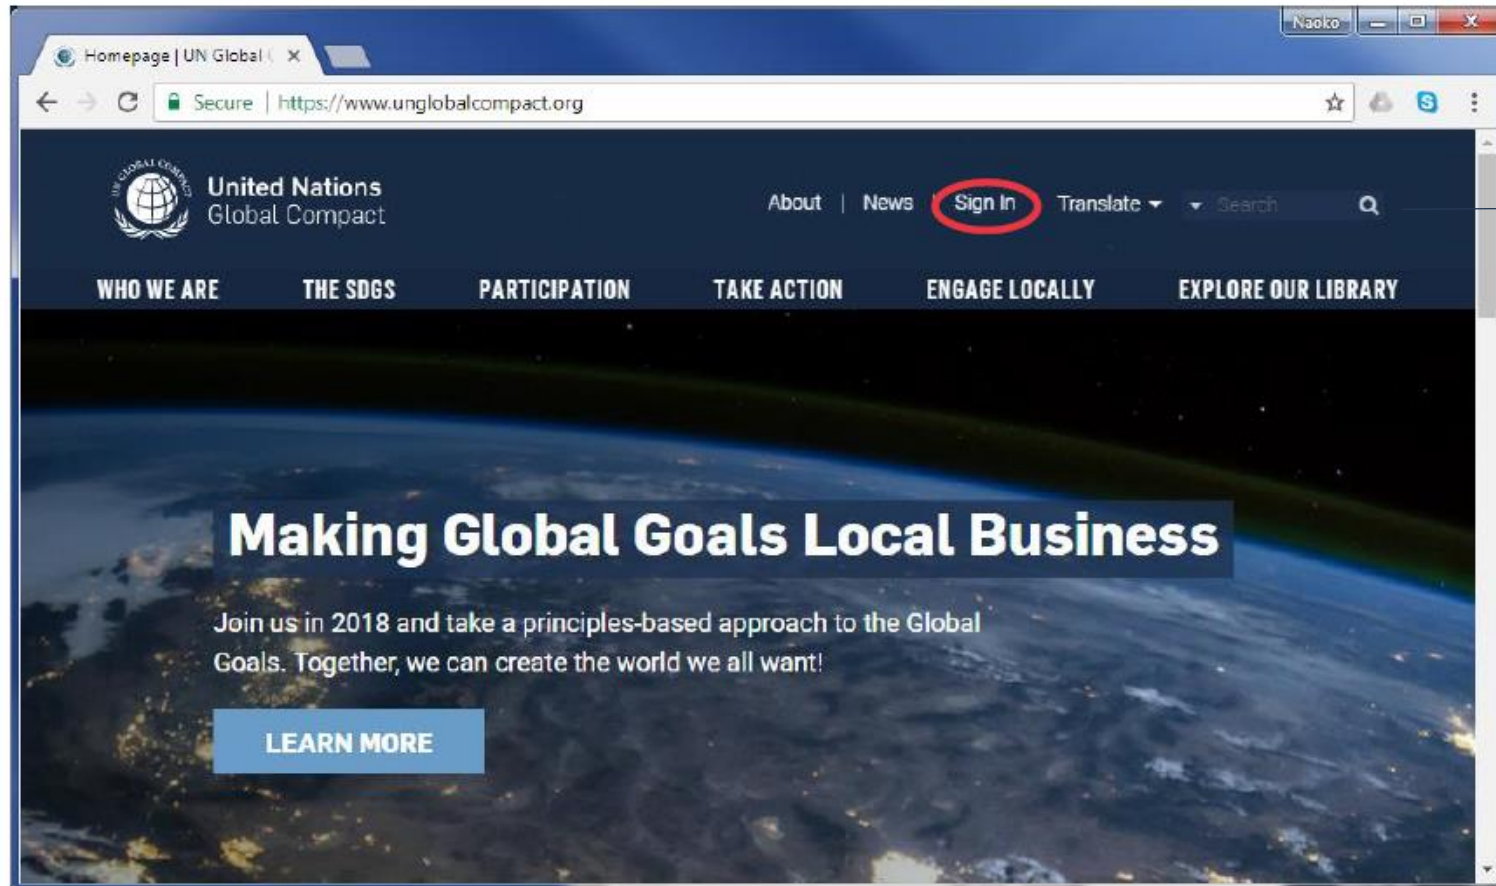 Naoko
Homepage | UN Global
Secure | https://www.unglobalcompact.org
UN GLOBAL COMPACT
United Nations
Global Compact
About | News | Sign In Translate Search
WHO WE ARE THE SDGS PARTICIPATION TAKE ACTION ENGAGE LOCALLY EXPLORE OUR LIBRARY
Making Global Goals Local Business
Join us in 2018 and take a principles-based approach to the Global
Goals. Together, we can create the world we all want!
LEARN MORE